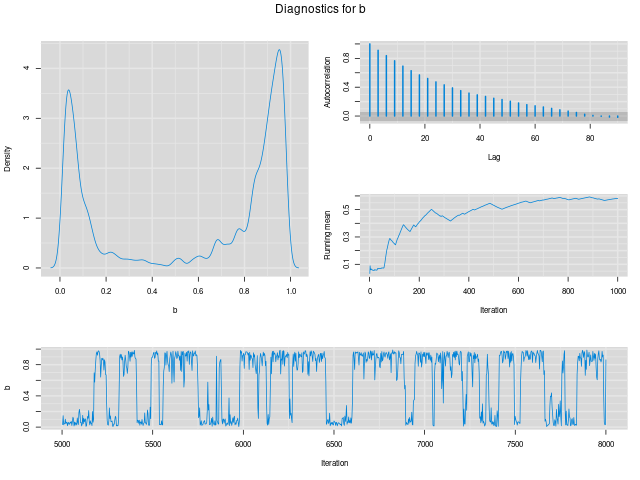 Diagnostics for b
Density
0 1 2 3 4
0.0 0.2 0.4 0.6 0.8 1.0
b
Autocorrelation
0.0 0.4 0.8
0 20 40 60 80
Lag
Running mean
0.1 0.3 0.5
0 200 400 600 800 1000
Iteration
b
0.0 0.4 0.8
5000 5500 6000 6500 7000 7500 8000
Iteration